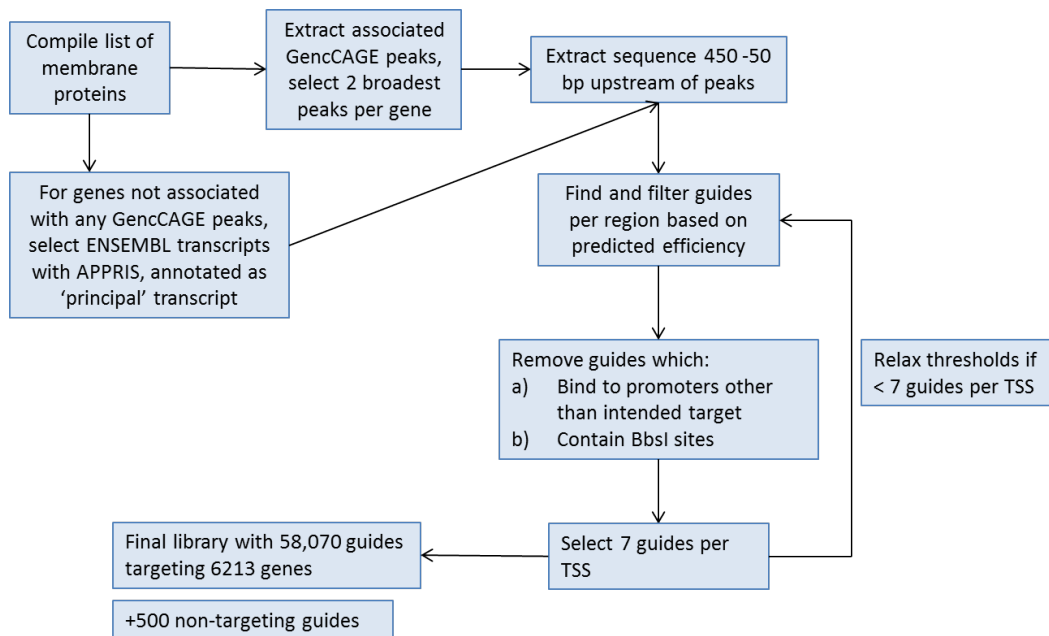 Compile list of
membrane
proteins
Extract associated
GencCAGE peaks,
select 2 broadest
peaks per gene
Extract sequence 450 -50
bp upstream of peaks
For genes not associated
with any GencCAGE peaks,
select ENSEMBL transcripts
with APPRIS, annotated as
‘principal’ transcript
Find and filter guides
per region based on
predicted efficiency
Remove guides which:
a) Bind to promoters other
than intended target
b) Contain BbsI sites
Relax thresholds if
< 7 guides per TSS
Select 7 guides per
TSS
Final library with 58,070 guides
targeting 6213 genes
+500 non-targeting guides